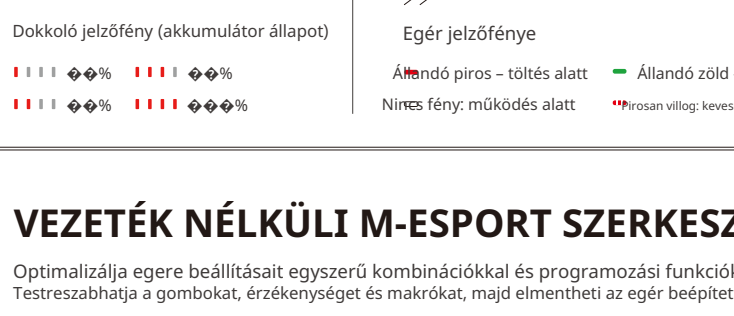 Dokkoló jelzőfény (akkumulátor állapot)
��% ��%
��% ���%
Egér jelzőfénye
Állandó piros – töltés alatt Állandó zöld
Nincs fény: működés alatt Pirosan villog: keves
VEZETÉK NÉLKÜLI M-ESPORT SZERKESZ
Optimalizálja egere beállításait egyszerű kombinációkkal és programozási funkciók
Testreszabhatja a gombokat, érzékenységet és makrókat, majd elmentheti az egér beépítet